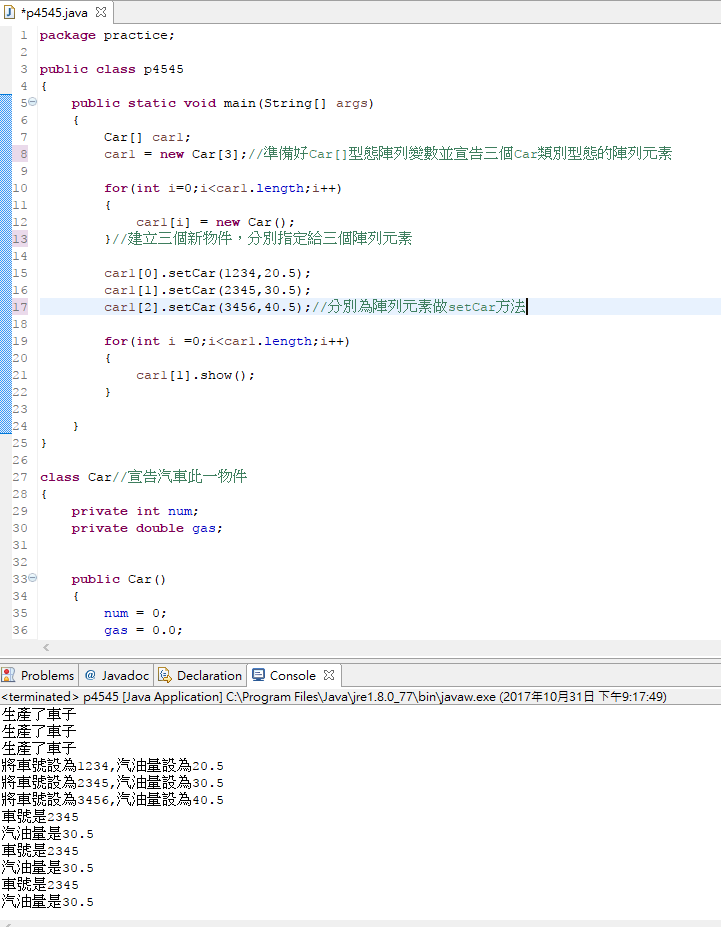 *p4545.java
1 package practice;
2
3 public class p4545
4 {
5 public static void main(String[] args)
6 {
7 Car[] car1;
8 car1 = new Car[3];//準備好Car[]型態陣列變數並宣告三個Car類別型態的陣列元素
9
10 for(int i=0;i<car1.length;i++)
11 {
12 car1[i] = new Car();
13 }//建立三個新物件，分別指定給三個陣列元素
14
15 car1[0].setCar(1234,20.5);
16 car1[1].setCar(2345,30.5);
17 car1[2].setCar(3456,40.5);//分別為陣列元素做setCar方法
18
19 for(int i =0;i<car1.length;i++)
20 {
21 car1[1].show();
22 }
23
24 }
25 }
26
27 class Car//宣告汽車此一物件
28 {
29 private int num;
30 private double gas;
31
32
33 public Car()
34 {
35 num = 0;
36 gas = 0.0;
Problems @ Javadoc Declaration Console
<terminated> p4545 [Java Application] C:\Program Files\Java\jre1.8.0_77\bin\javaw.exe (2017年10月31日 下午9:17:49)
生產了車子
生產了車子
生產了車子
將車號設為1234,汽油量設為20.5
將車號設為2345,汽油量設為30.5
將車號設為3456,汽油量設為40.5
車號是2345
汽油量是30.5
車號是2345
汽油量是30.5
車號是2345
汽油量是30.5